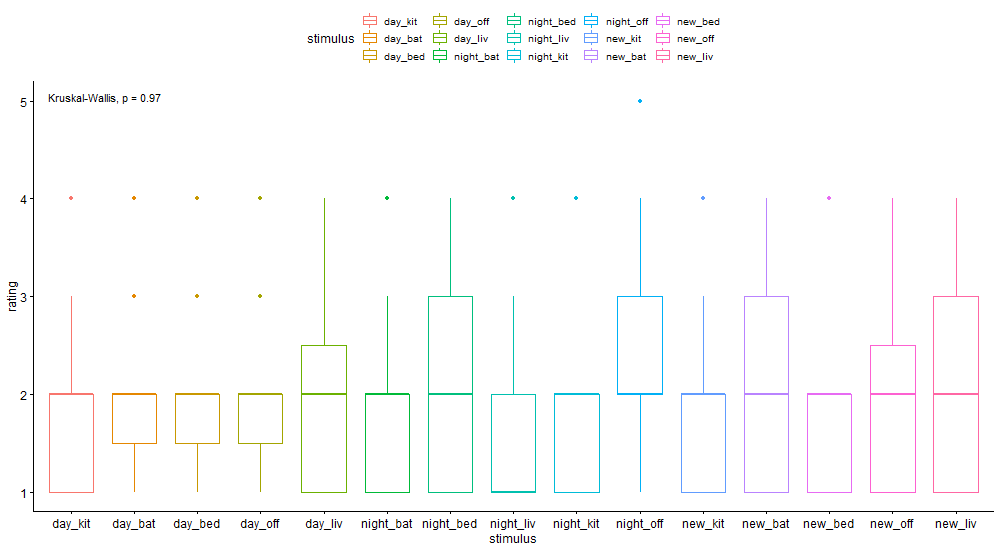 stimulus
day_kit day_off night_bed night_off new_bed
day_bat day_liv night_liv new_kit new_off
day_bed night_bat night_kit new_bat new_liv
Kruskal-Wallis, p = 0.97
5
4
3
2
1
rating
day_kit day_bat day_bed day_off day_liv night_bat night_bed night_liv night_kit night_off new_kit new_bat new_bed new_off new_liv
stimulus